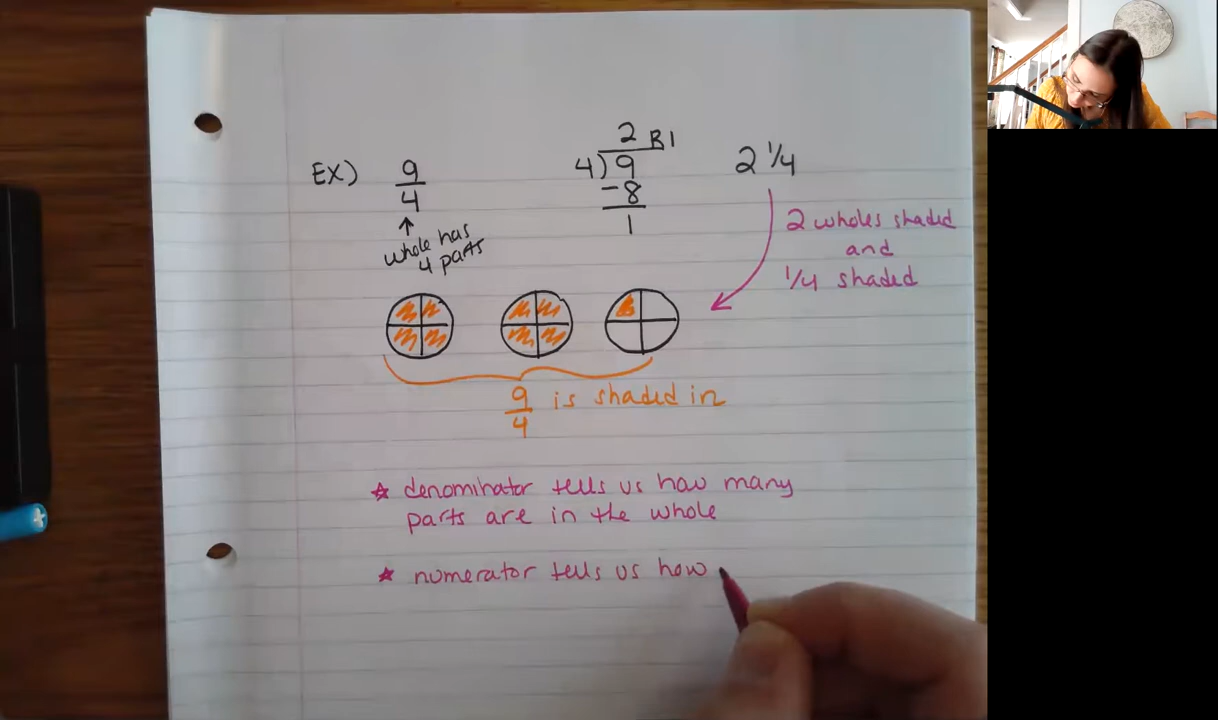 EX) 9/4
2 R1
4)9
-8
1
2 1/4
whole has
4 parts
2 wholes shaded
and
1/4 shaded
9/4 is shaded in
* denominator tells us how many
parts are in the whole
* numerator tells us how